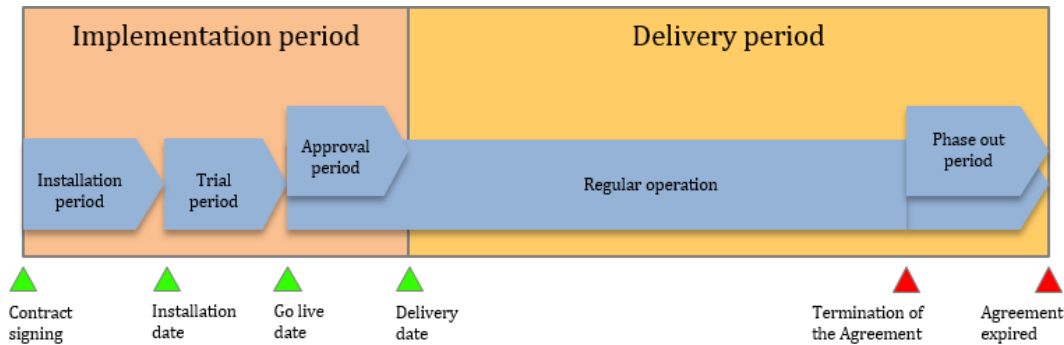 Implementation period
Delivery period
Installation
period
Trial
period
Approval
period
Regular operation
Phase out
period
Contract
signing
Installation
date
Go live
date
Delivery
date
Termination of
the Agreement
Agreement
expired